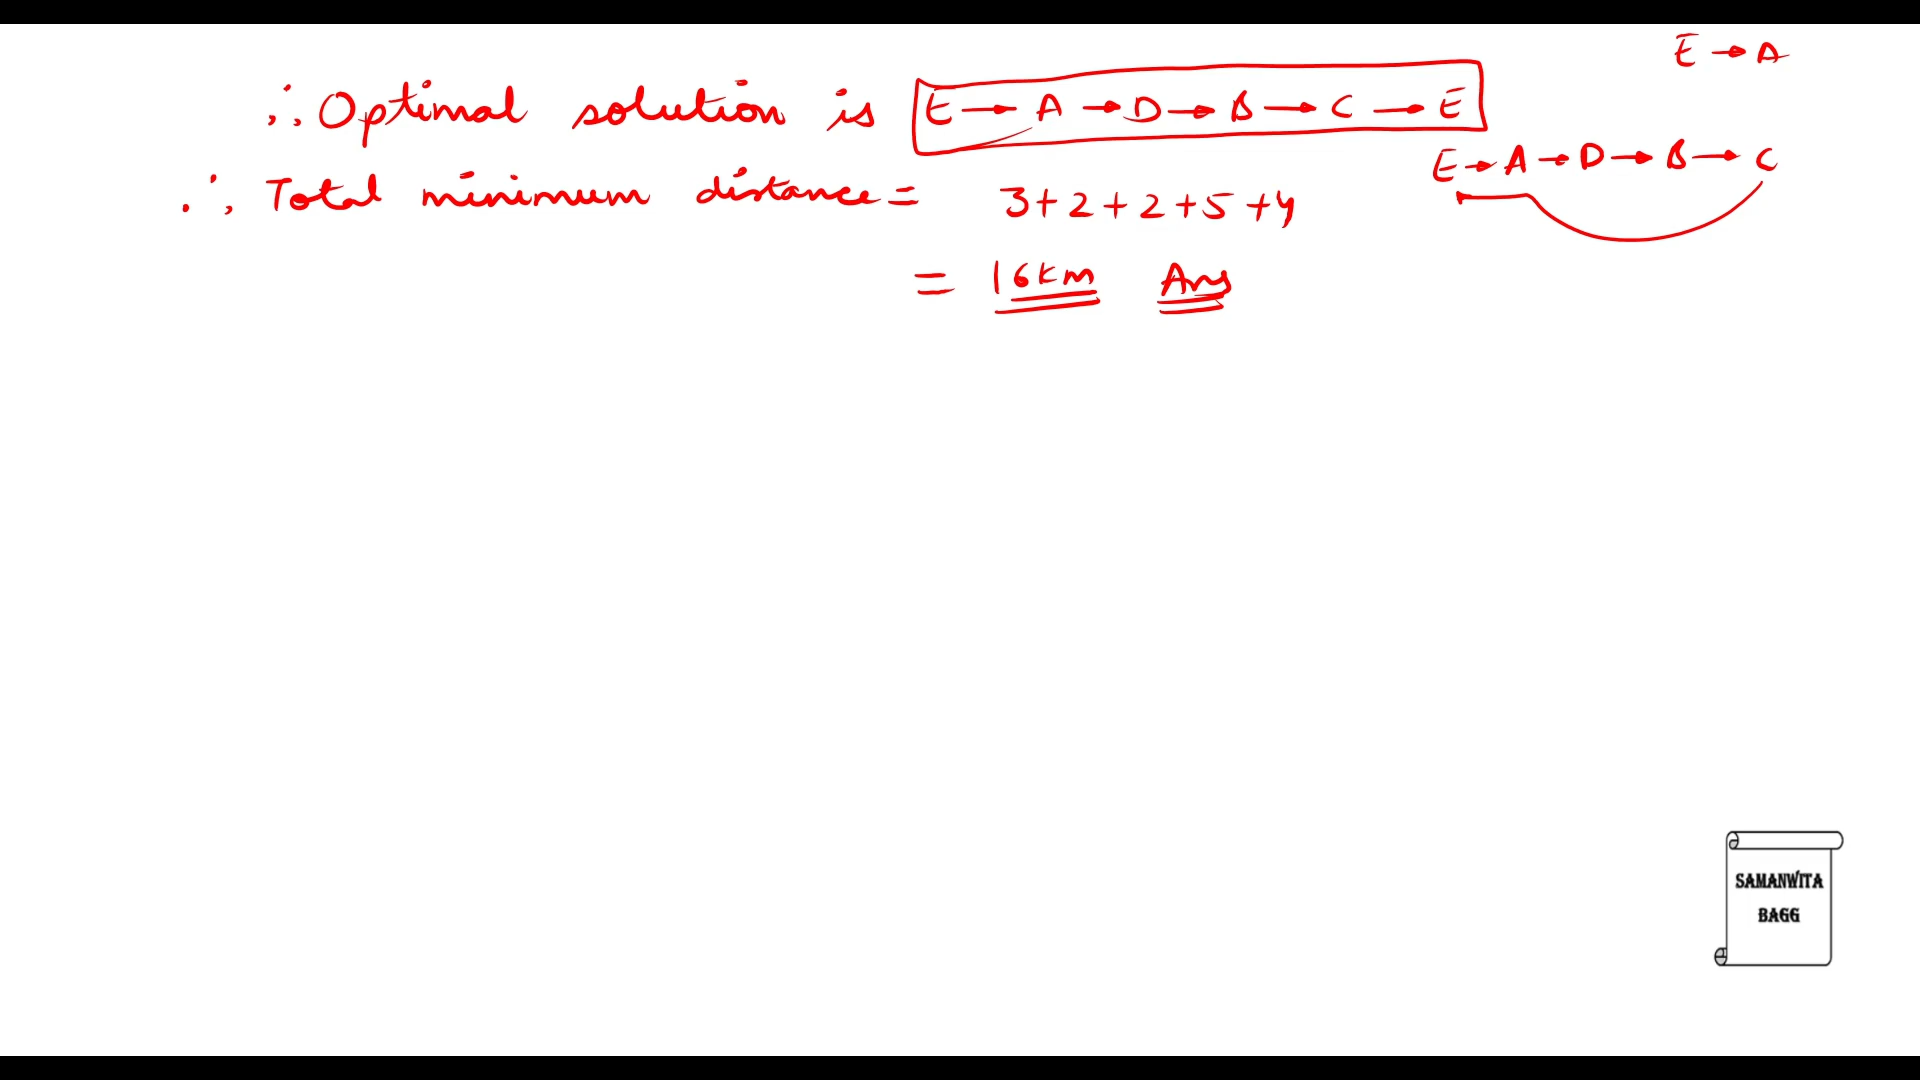 E → A
∴ Optimal solution is E → A → D → B → C → E
E → A → D → B → C
∴ Total minimum distance = 3+2+2+5+4
= 16km Ans
SAMANWITA
BAGG